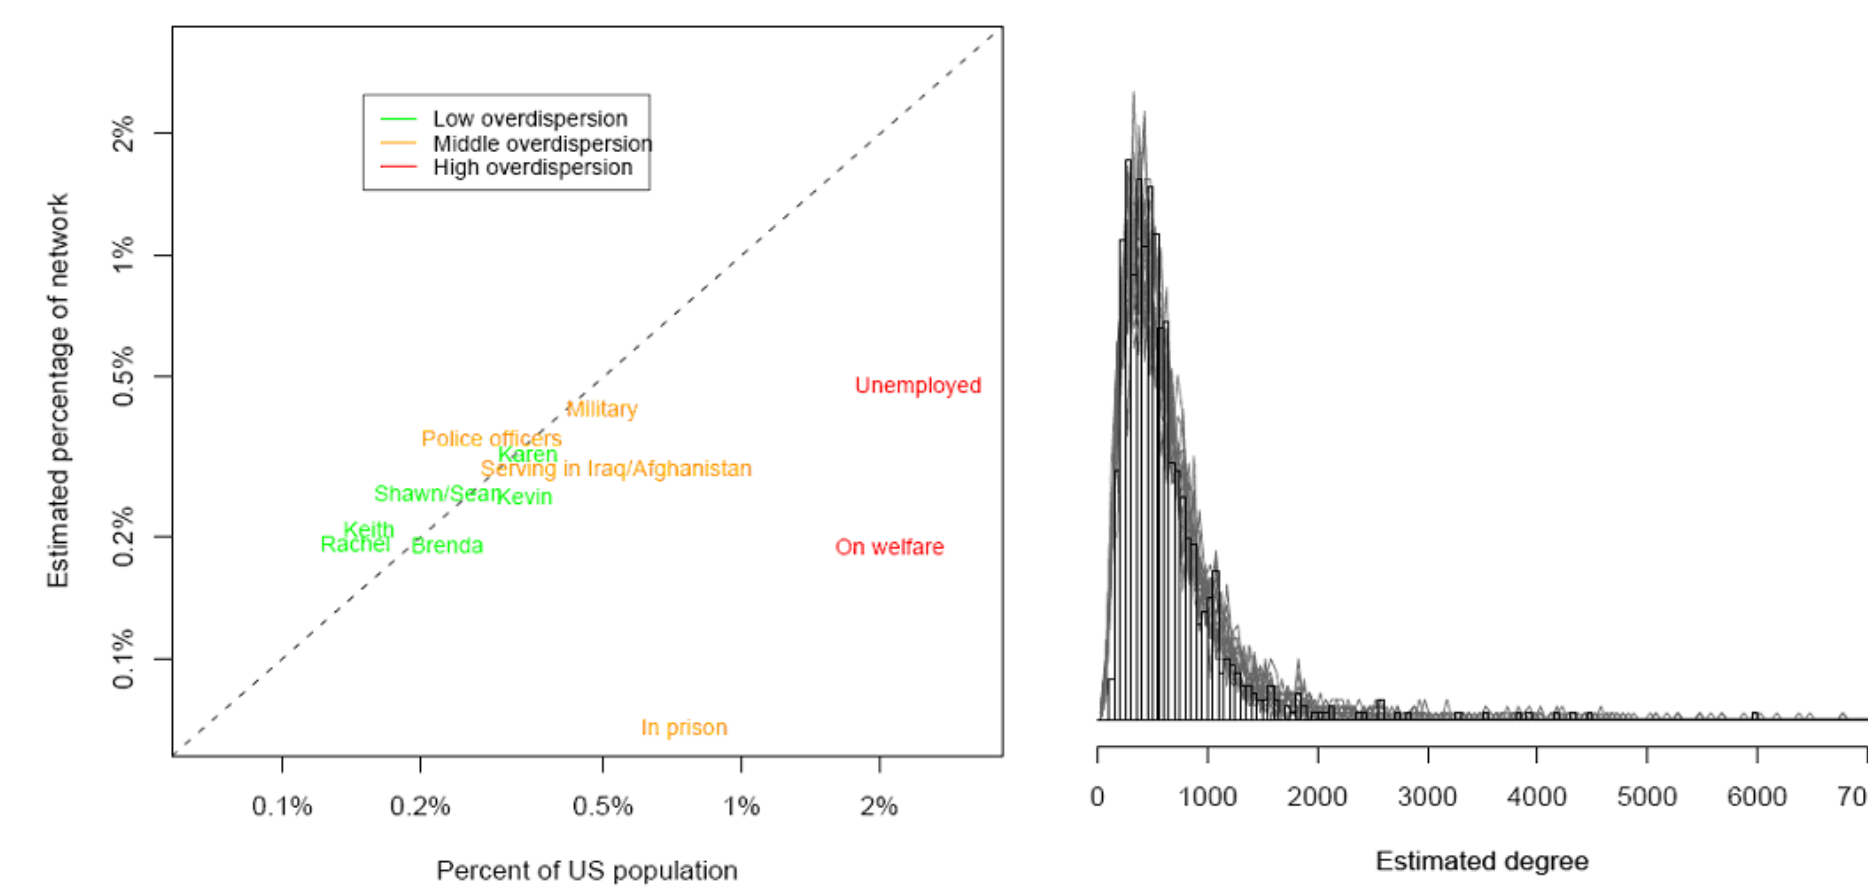 Low overdispersion
Middle overdispersion
High overdispersion
Estimated percentage of network
2%
1%
0.5%
0.2%
0.1%
Unemployed
Military
Police officers
Karen
Serving in Iraq/Afghanistan
Shawn/Sean
Kevin
Keith
Rachel
Brenda
On welfare
In prison
0.1% 0.2% 0.5% 1% 2%
Percent of US population
0 1000 2000 3000 4000 5000 6000 70
Estimated degree